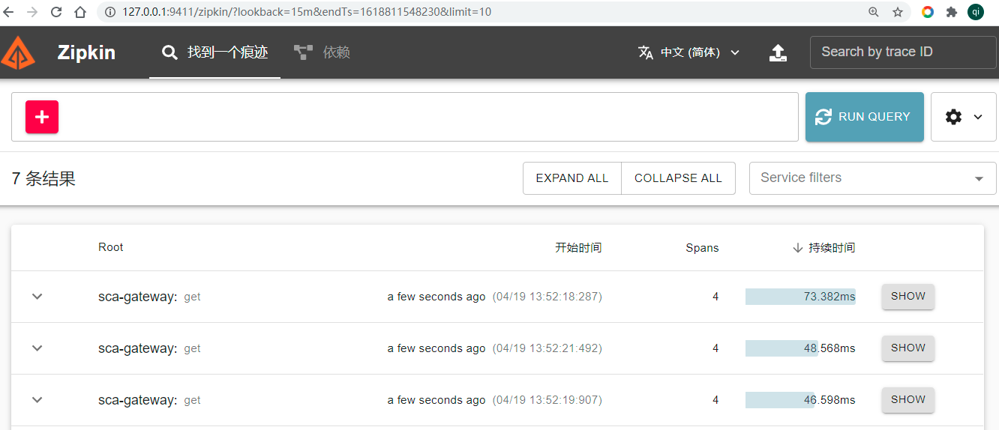 127.0.0.1:9411/zipkin/?lookback=15m&endTs=1618811548230&limit=10
qi
Zipkin 找到一个痕迹 依赖 中文 (简体) Search by trace ID
RUN QUERY
7 条结果 EXPAND ALL COLLAPSE ALL Service filters
Root 开始时间 Spans 持续时间
sca-gateway: get a few seconds ago (04/19 13:52:18:287) 4 73.382ms SHOW
sca-gateway: get a few seconds ago (04/19 13:52:21:492) 4 48.568ms SHOW
sca-gateway: get a few seconds ago (04/19 13:52:19:907) 4 46.598ms SHOW